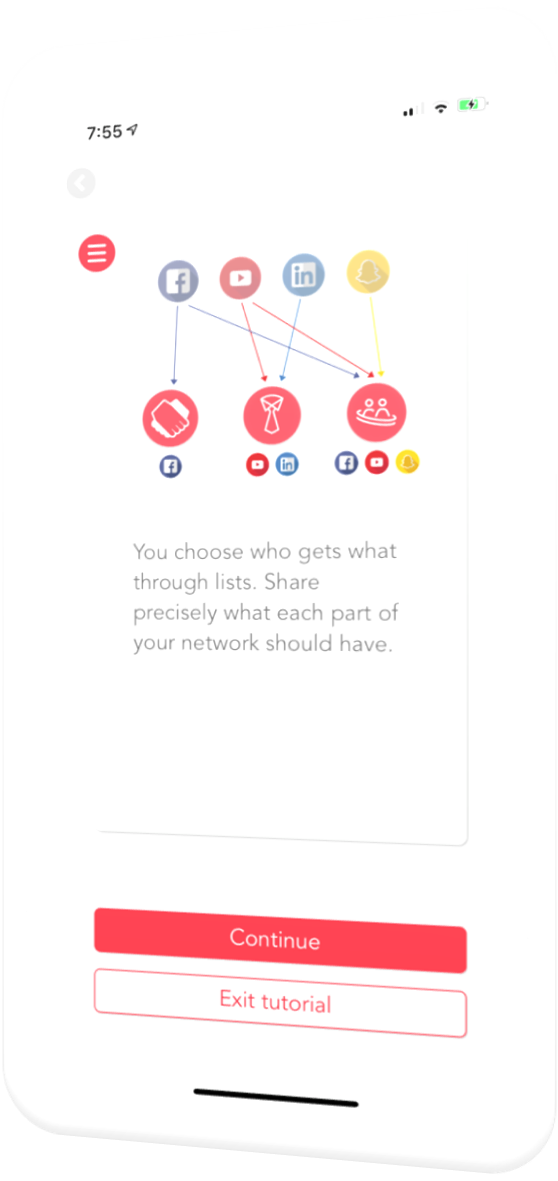 7:55
You choose who gets what
through lists. Share
precisely what each part of
your network should have.
Continue
Exit tutorial